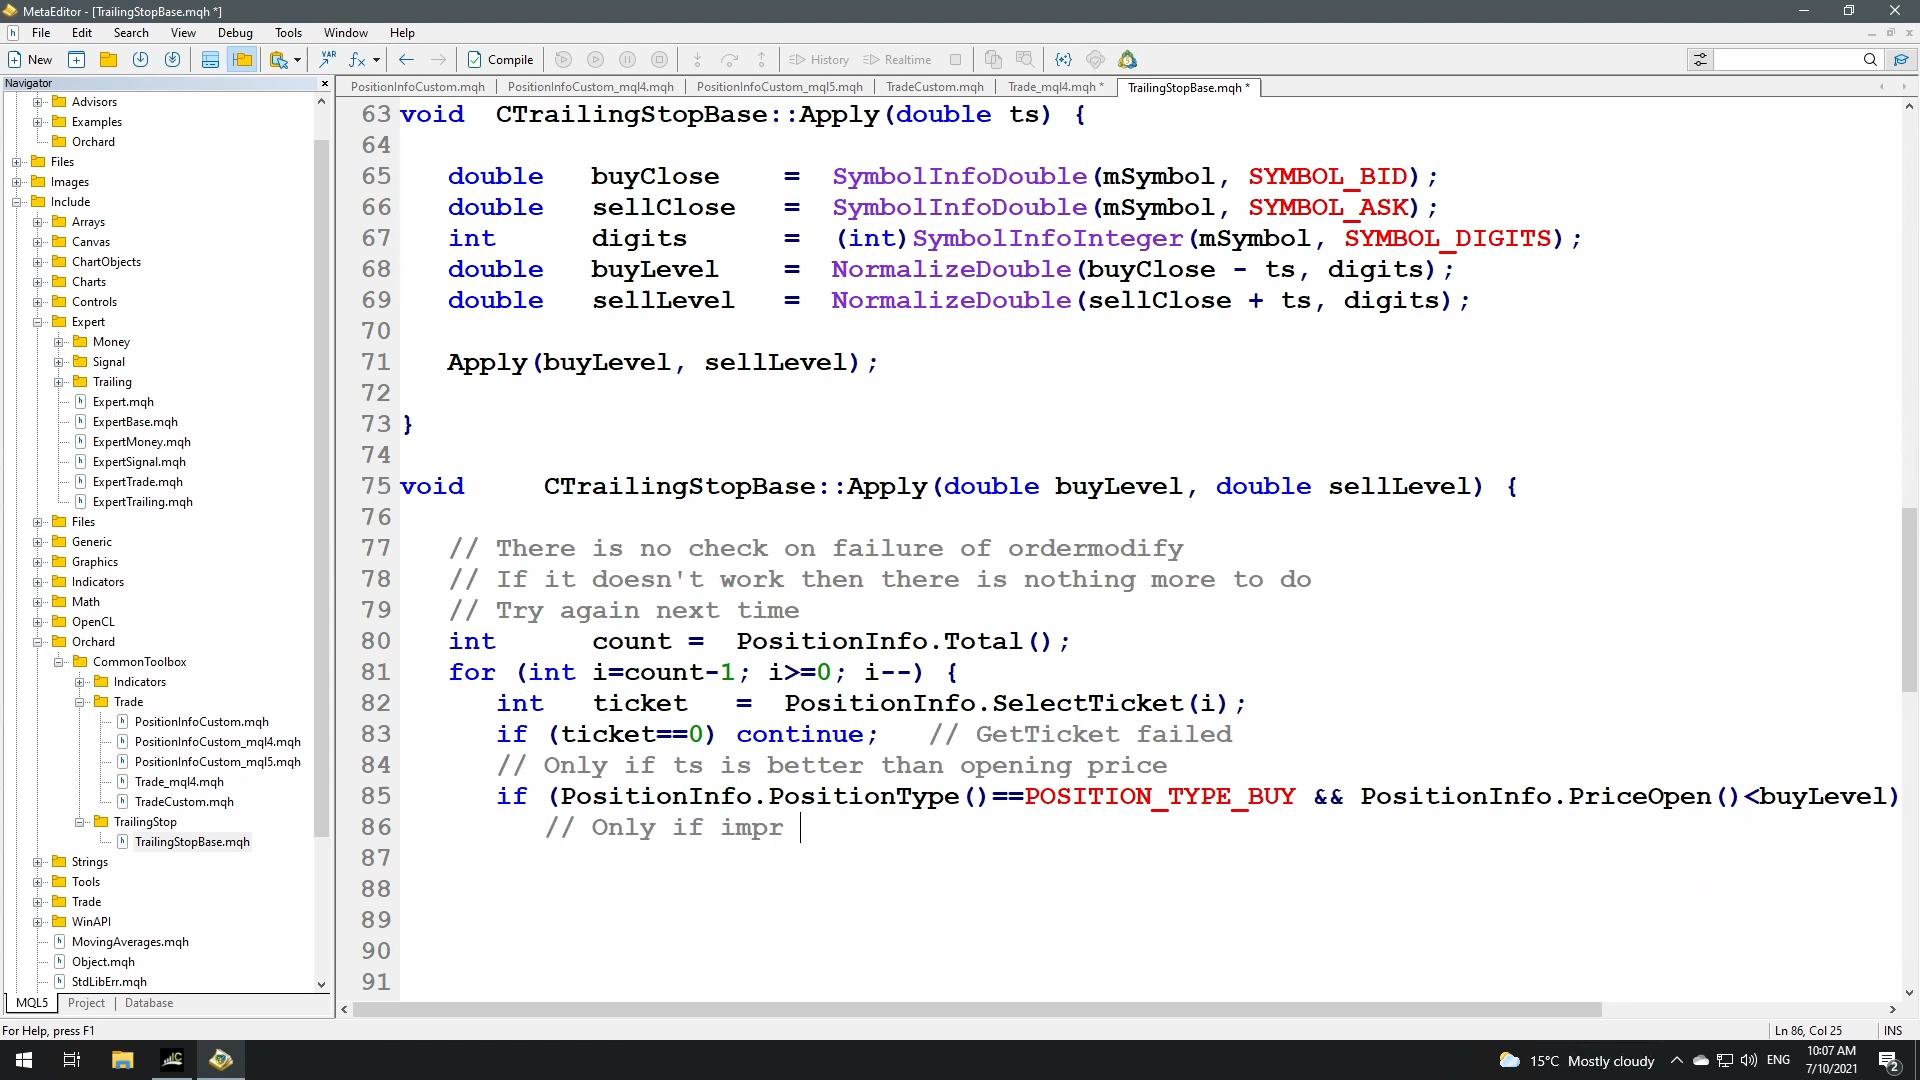 MetaEditor - [TrailingStopBase.mqh *]
File Edit Search View Debug Tools Window Help
New VAR Compile History Realtime
Navigator
PositionInfoCustom.mqh PositionInfoCustom_mql4.mqh PositionInfoCustom_mql5.mqh TradeCustom.mqh Trade_mql4.mqh * TrailingStopBase.mqh *
Advisors
Examples
Orchard
Files
Images
Include
Arrays
Canvas
ChartObjects
Charts
Controls
Expert
Money
Signal
Trailing
Expert.mqh
ExpertBase.mqh
ExpertMoney.mqh
ExpertSignal.mqh
ExpertTrade.mqh
ExpertTrailing.mqh
Files
Generic
Graphics
Indicators
Math
OpenCL
Orchard
CommonToolbox
Indicators
Trade
PositionInfoCustom.mqh
PositionInfoCustom_mql4.mqh
PositionInfoCustom_mql5.mqh
Trade_mql4.mqh
TradeCustom.mqh
TrailingStop
TrailingStopBase.mqh
Strings
Tools
Trade
WinAPI
MovingAverages.mqh
Object.mqh
StdLibErr.mqh
MQL5 Project Database
63 void CTrailingStopBase::Apply(double ts) {
64
65 double buyClose = SymbolInfoDouble(mSymbol, SYMBOL_BID);
66 double sellClose = SymbolInfoDouble(mSymbol, SYMBOL_ASK);
67 int digits = (int)SymbolInfoInteger(mSymbol, SYMBOL_DIGITS);
68 double buyLevel = NormalizeDouble(buyClose - ts, digits);
69 double sellLevel = NormalizeDouble(sellClose + ts, digits);
70
71 Apply(buyLevel, sellLevel);
72
73 }
74
75 void CTrailingStopBase::Apply(double buyLevel, double sellLevel) {
76
77 // There is no check on failure of ordermodify
78 // If it doesn't work then there is nothing more to do
79 // Try again next time
80 int count = PositionInfo.Total();
81 for (int i=count-1; i>=0; i--) {
82 int ticket = PositionInfo.SelectTicket(i);
83 if (ticket==0) continue; // GetTicket failed
84 // Only if ts is better than opening price
85 if (PositionInfo.PositionType()==POSITION_TYPE_BUY && PositionInfo.PriceOpen()<buyLevel)
86 // Only if impr
87
88
89
90
91
For Help, press F1
Ln 86, Col 25 INS
15°C Mostly cloudy ENG
10:07 AM
7/10/2021
2